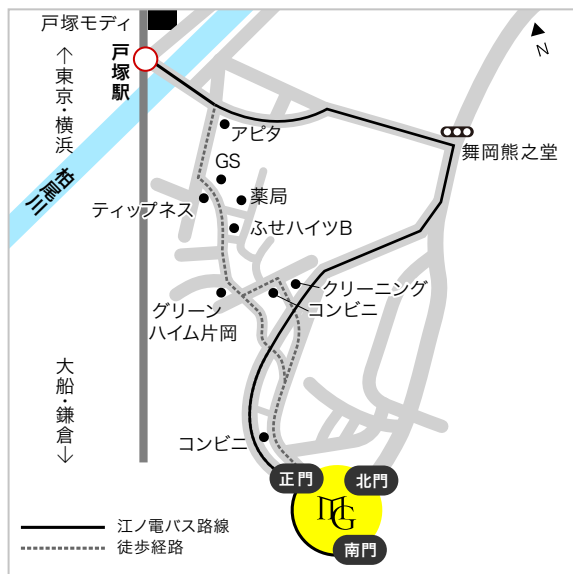 戸塚モディ
戸塚駅
↑東京・横浜
柏尾川
N
アピタ
舞岡熊之堂
GS
薬局
ティップネス
ふせハイツB
クリーニング
コンビニ
グリーン
ハイム片岡
大船・鎌倉↓
コンビニ
正門
北門
MG
南門
江ノ電バス路線
徒歩経路